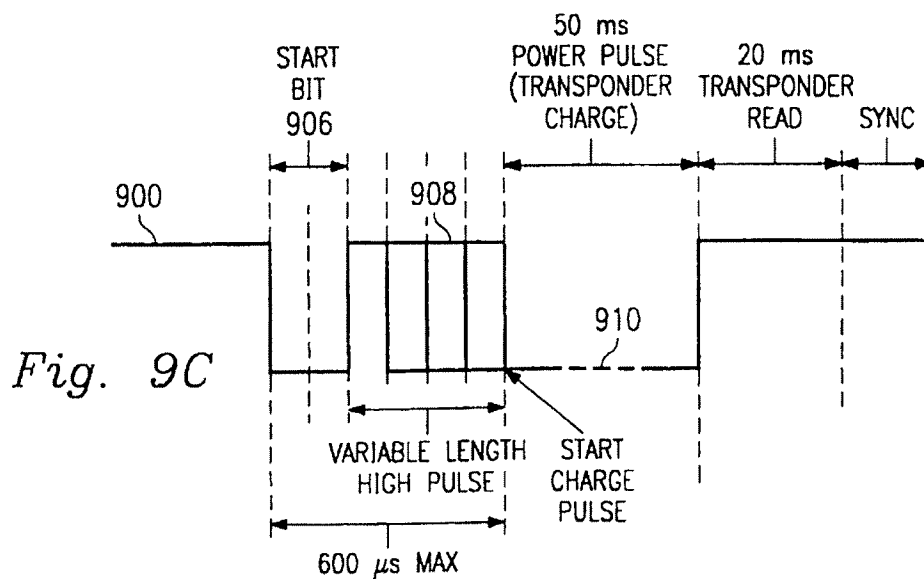 START
BIT
906
50 ms
POWER PULSE
(TRANSPONDER
CHARGE)
20 ms
TRANSPONDER
READ
SYNC
900
908
910
Fig. 9C
VARIABLE LENGTH
HIGH PULSE
START
CHARGE
PULSE
600 µs MAX